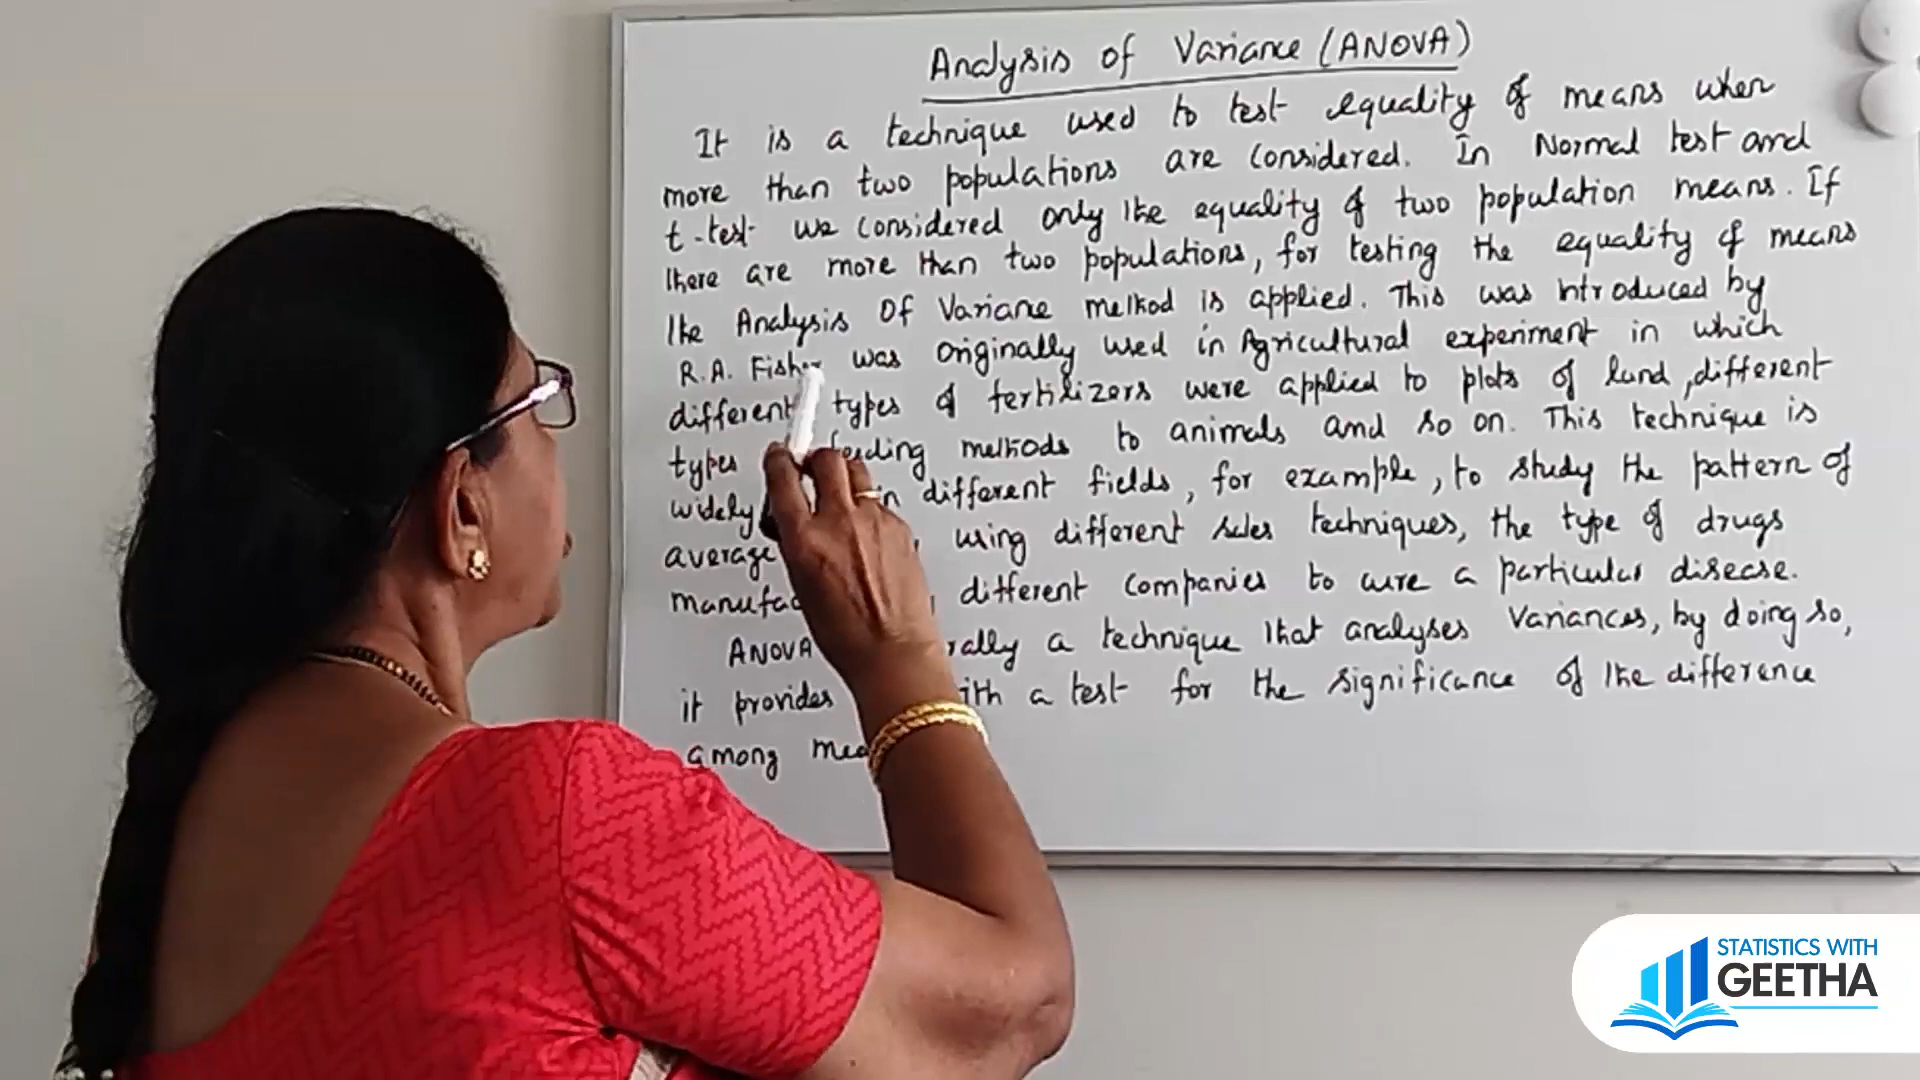 Analysis of Variance (ANOVA)
It is a technique used to test equality of means when
more than two populations are considered. In Normal test and
t-test we considered only the equality of two population means. If
there are more than two populations, for testing the equality of means
the Analysis Of Variance method is applied. This was introduced by
R.A. Fisher was originally used in Agricultural experiment in which
different types of fertilizers were applied to plots of land, different
types feeding methods to animals and so on. This technique is
widely in different fields, for example, to study the pattern of
average , using different sales techniques, the type of drugs
different companies to cure a particular disease.
ANOVA a technique that analyses Variances, by doing so,
it provides with a test for the significance of the difference
among
STATISTICS WITH
GEETHA